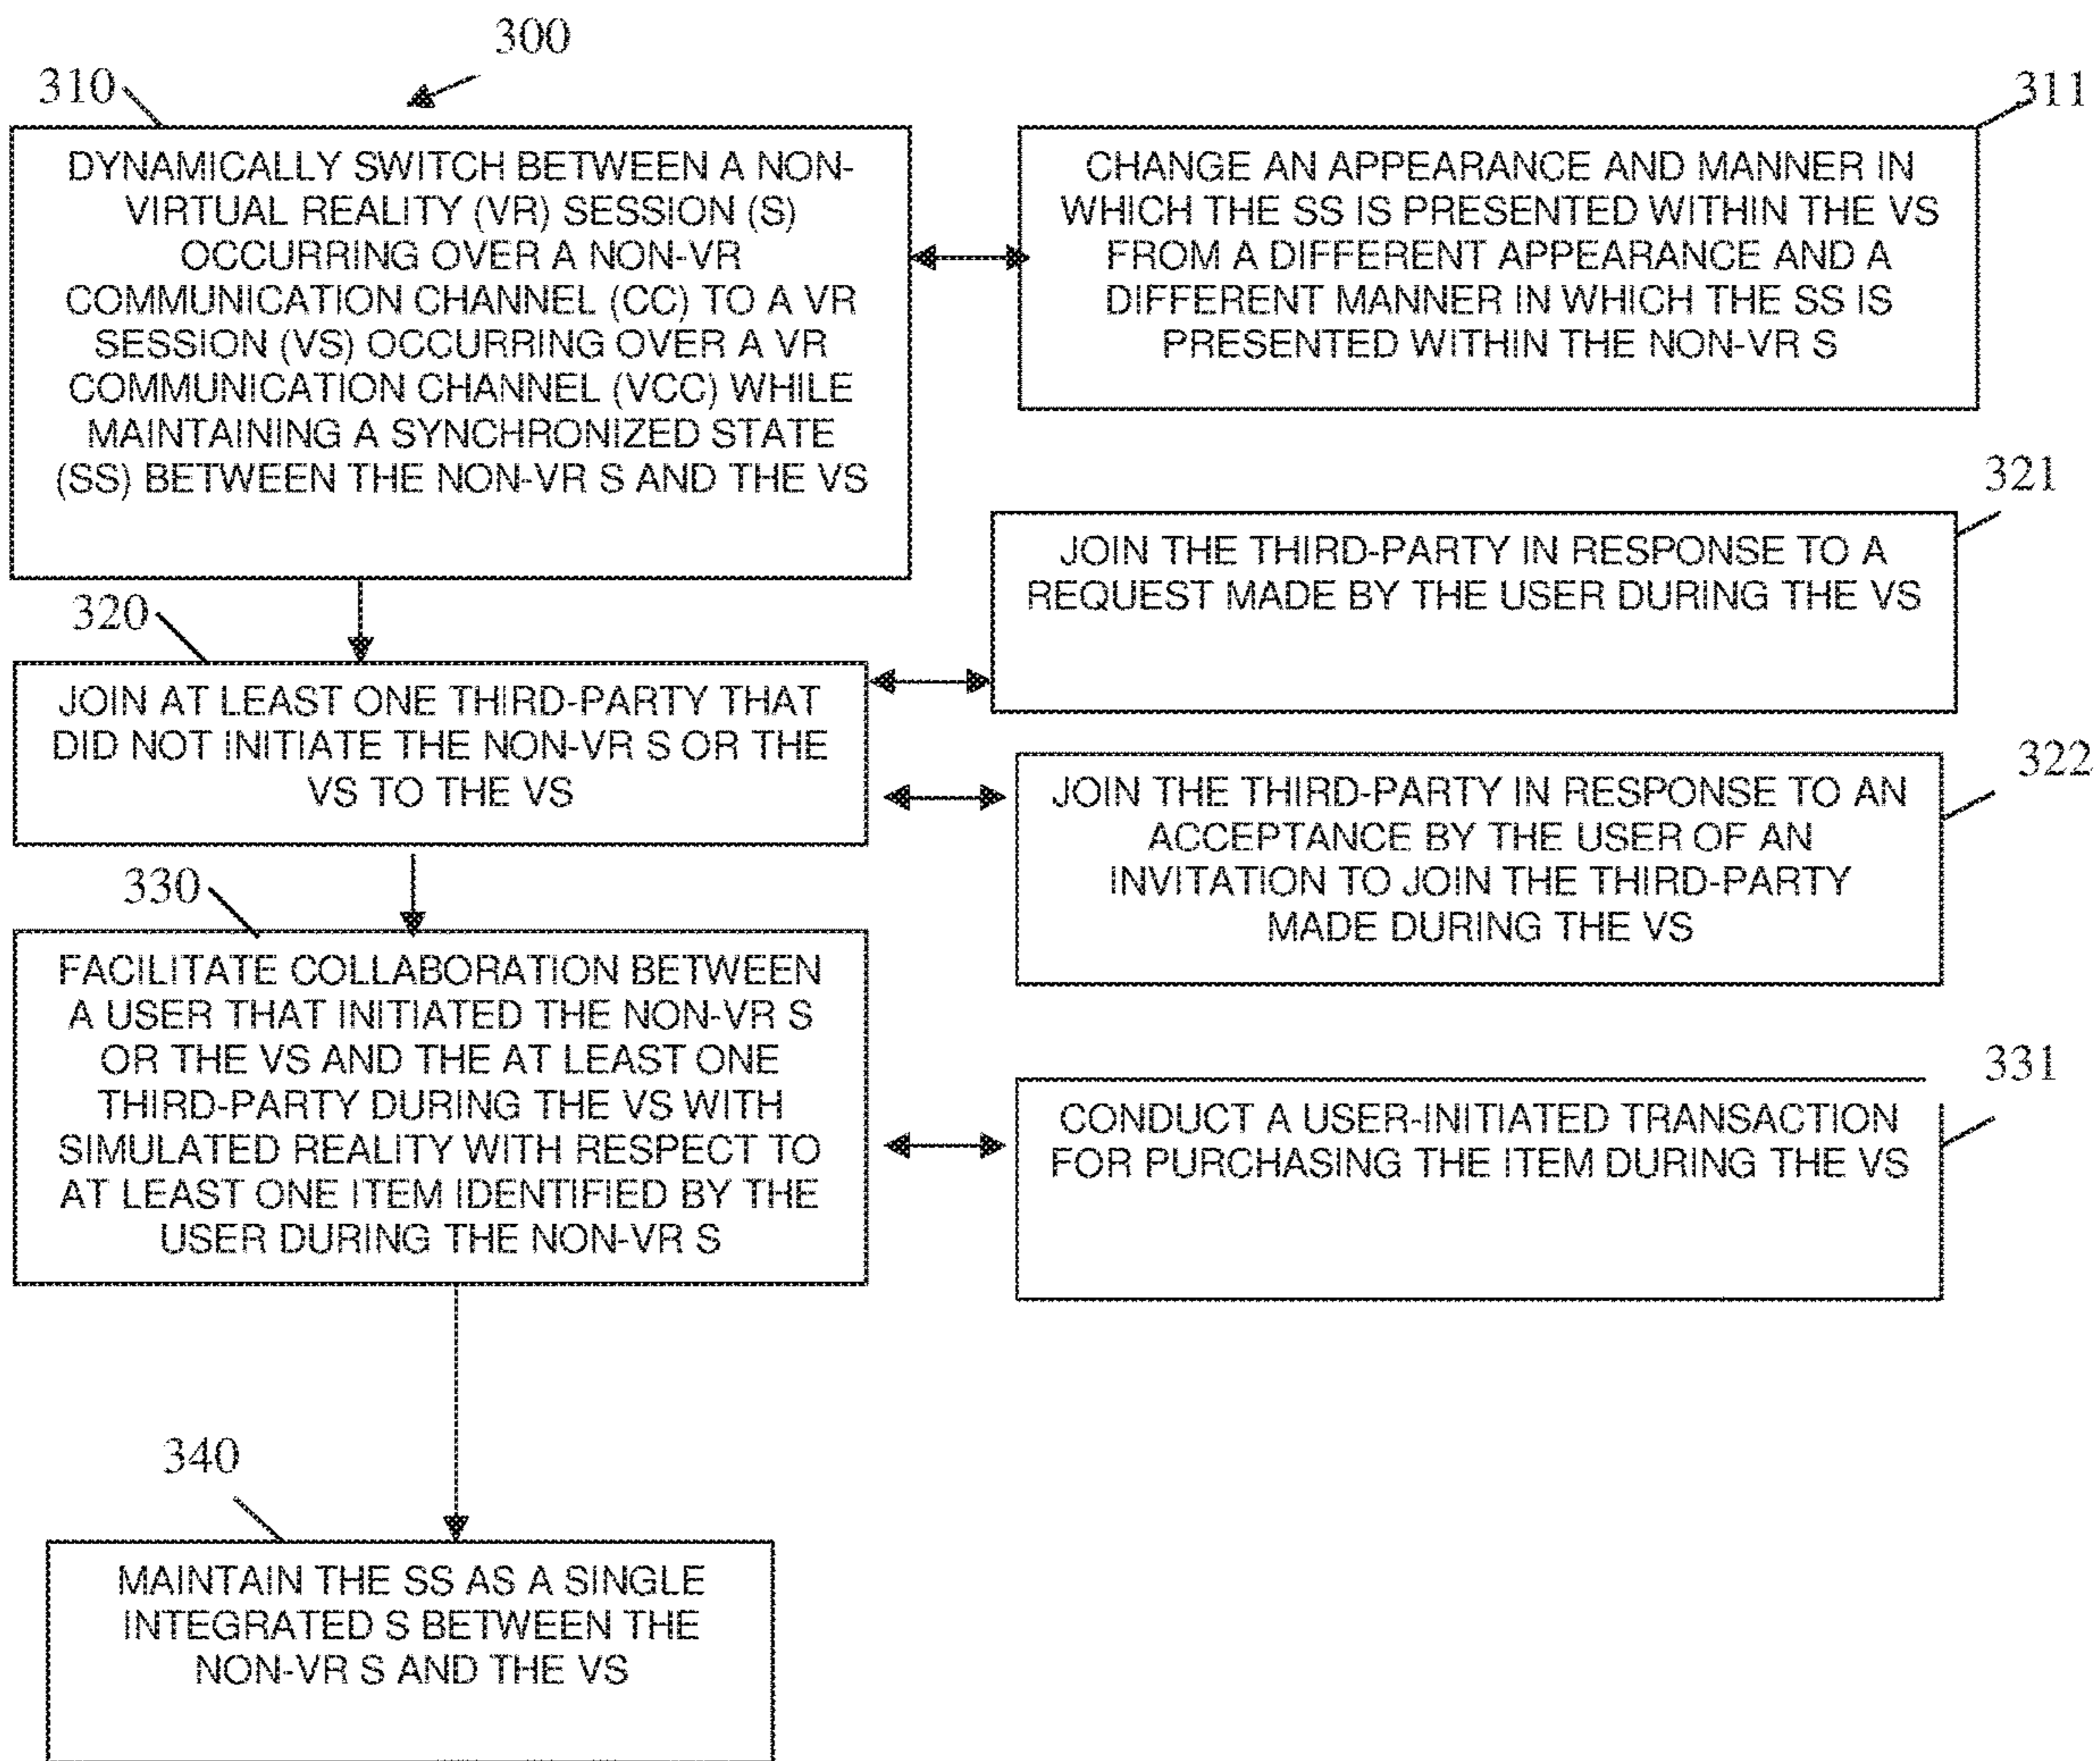 300
310
DYNAMICALLY SWITCH BETWEEN A NON-
VIRTUAL REALITY (VR) SESSION (S)
OCCURRING OVER A NON-VR
COMMUNICATION CHANNEL (CC) TO A VR
SESSION (VS) OCCURRING OVER A VR
COMMUNICATION CHANNEL (VCC) WHILE
MAINTAINING A SYNCHRONIZED STATE
(SS) BETWEEN THE NON-VR S AND THE VS
311
CHANGE AN APPEARANCE AND MANNER IN
WHICH THE SS IS PRESENTED WITHIN THE VS
FROM A DIFFERENT APPEARANCE AND A
DIFFERENT MANNER IN WHICH THE SS IS
PRESENTED WITHIN THE NON-VR S
321
JOIN THE THIRD-PARTY IN RESPONSE TO A
REQUEST MADE BY THE USER DURING THE VS
320
JOIN AT LEAST ONE THIRD-PARTY THAT
DID NOT INITIATE THE NON-VR S OR THE
VS TO THE VS
322
JOIN THE THIRD-PARTY IN RESPONSE TO AN
ACCEPTANCE BY THE USER OF AN
INVITATION TO JOIN THE THIRD-PARTY
MADE DURING THE VS
330
FACILITATE COLLABORATION BETWEEN
A USER THAT INITIATED THE NON-VR S
OR THE VS AND THE AT LEAST ONE
THIRD-PARTY DURING THE VS WITH
SIMULATED REALITY WITH RESPECT TO
AT LEAST ONE ITEM IDENTIFIED BY THE
USER DURING THE NON-VR S
331
CONDUCT A USER-INITIATED TRANSACTION
FOR PURCHASING THE ITEM DURING THE VS
340
MAINTAIN THE SS AS A SINGLE
INTEGRATED S BETWEEN THE
NON-VR S AND THE VS